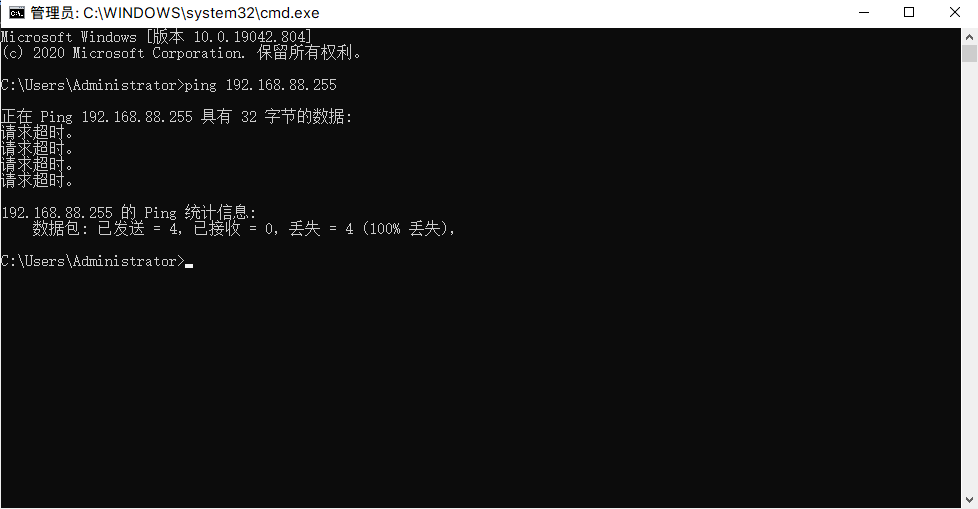 管理员: C:\WINDOWS\system32\cmd.exe
Microsoft Windows [版本 10.0.19042.804]
(c) 2020 Microsoft Corporation. 保留所有权利。
C:\Users\Administrator>ping 192.168.88.255
正在 Ping 192.168.88.255 具有 32 字节的数据:
请求超时。
请求超时。
请求超时。
请求超时。
192.168.88.255 的 Ping 统计信息:
数据包: 已发送 = 4，已接收 = 0，丢失 = 4 (100% 丢失)，
C:\Users\Administrator>